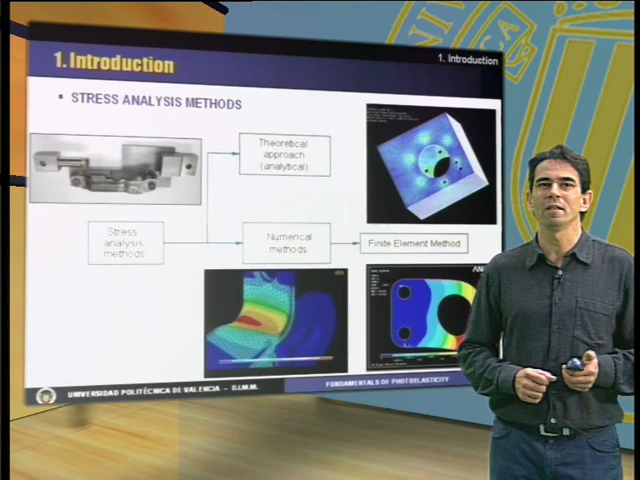 1. Introduction
1. Introduction
▪ STRESS ANALYSIS METHODS
Theoretical
approach
(analytical)
Stress
analysis
methods
Numerical
methods
Finite Element Method
AN
UNIVERSIDAD POLITÉCNICA DE VALENCIA – D.I.M.M.
FUNDAMENTALS OF PHOTOELASTICITY